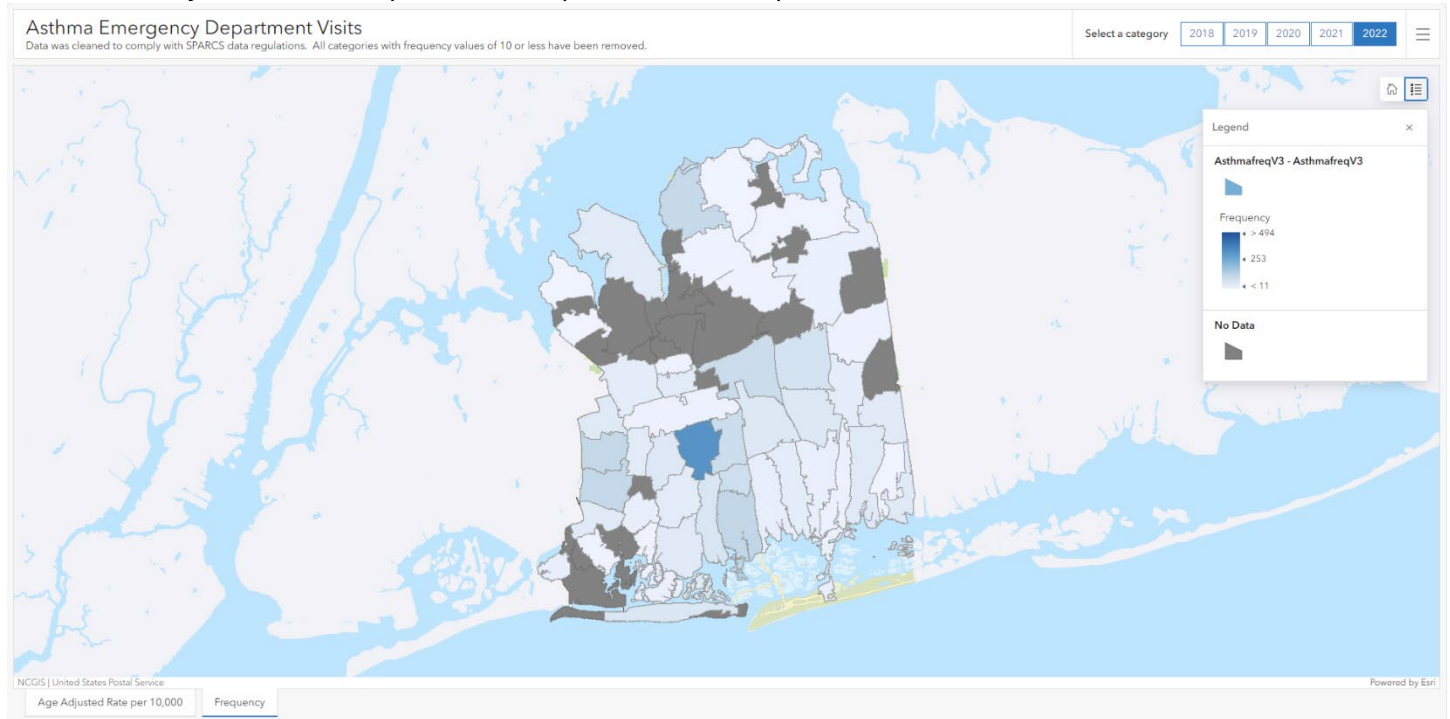 Asthma Emergency Department Visits
Data was cleaned to comply with SPARCS data regulations. All categories with frequency values of 10 or less have been removed.
Select a category 2018 2019 2020 2021 2022
Legend
AsthmafreqV3 - AsthmafreqV3
Frequency
> 494
253
< 11
No Data
NCGIS | United States Postal Service
Powered by Esri
Age Adjusted Rate per 10,000 Frequency